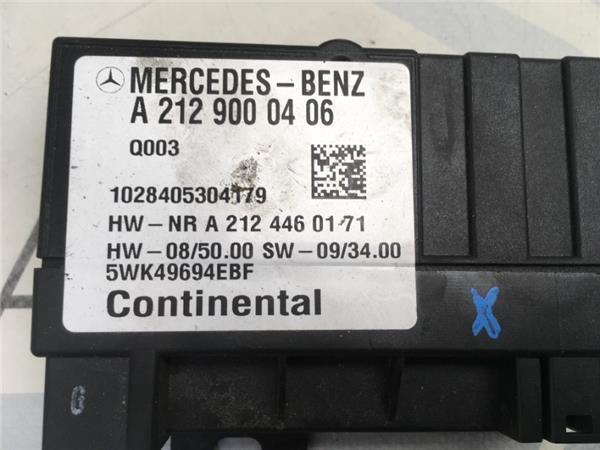 MERCEDES-BENZ
A 212 900 04 06
Q003
1028405304179
HW-NR A 212 446 01 71
HW-08/50.00 SW-09/34.00
5WK49694EBF
Continental
X
G